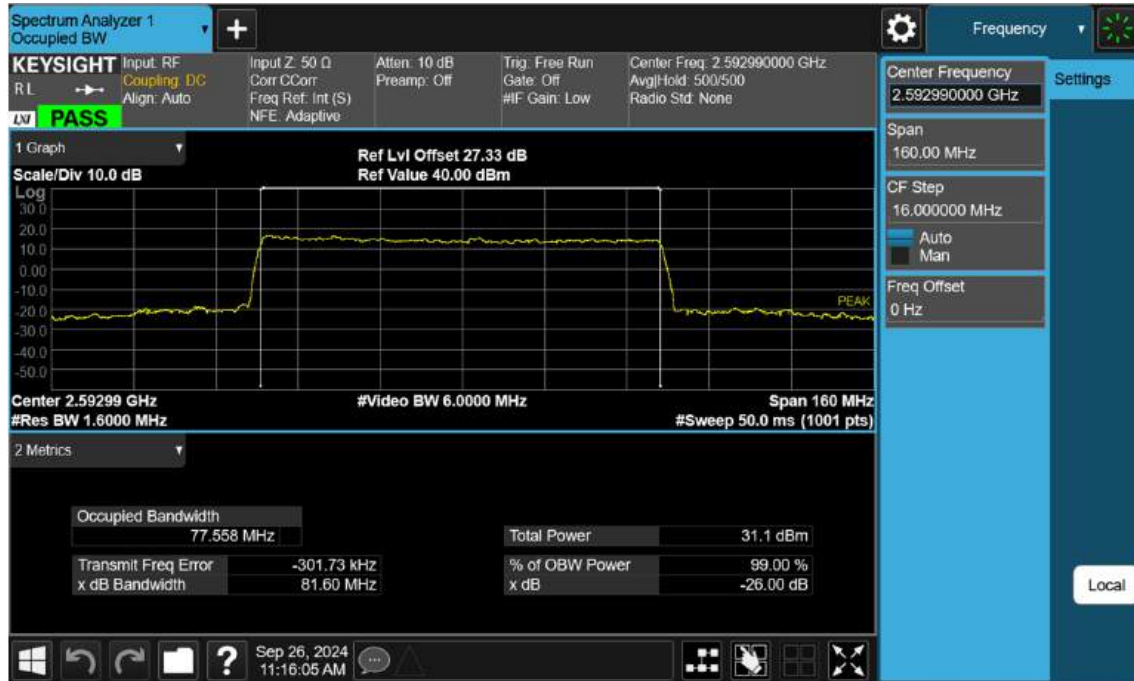 Spectrum Analyzer 1
Occupied BW
Frequency
KEYSIGHT
R L
LXI
PASS
Input: RF
Coupling: DC
Align: Auto
Input Z: 50 Ω
Corr CCorr
Freq Ref: Int (S)
NFE: Adaptive
Atten: 10 dB
Preamp: Off
Trig: Free Run
Gate: Off
#IF Gain: Low
Center Freq: 2.592990000 GHz
Avg|Hold: 500/500
Radio Std: None
Center Frequency
2.592990000 GHz
Settings
Span
160.00 MHz
CF Step
16.000000 MHz
Auto
Man
Freq Offset
0 Hz
Local
1 Graph
Ref Lvl Offset 27.33 dB
Scale/Div 10.0 dB
Ref Value 40.00 dBm
Log
30.0
20.0
10.0
0.00
-10.0
-20.0
-30.0
-40.0
-50.0
PEAK
Center 2.59299 GHz
#Video BW 6.0000 MHz
Span 160 MHz
#Res BW 1.6000 MHz
#Sweep 50.0 ms (1001 pts)
2 Metrics
Occupied Bandwidth
77.558 MHz
Total Power 31.1 dBm
Transmit Freq Error -301.73 kHz
% of OBW Power 99.00 %
x dB Bandwidth 81.60 MHz
x dB -26.00 dB
?
Sep 26, 2024
11:16:05 AM